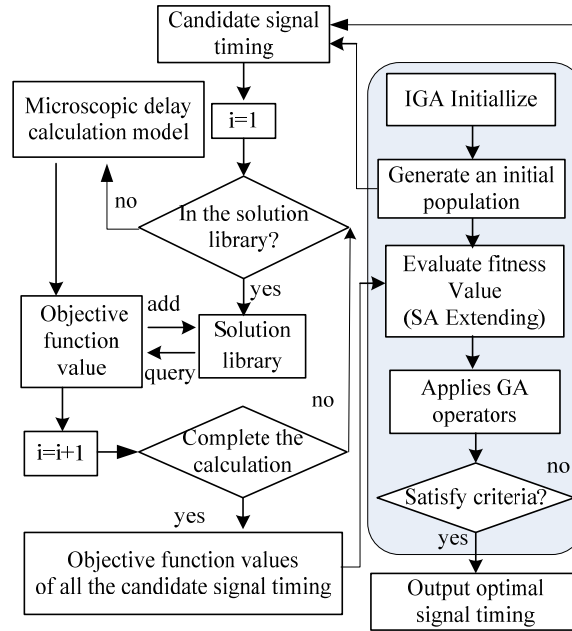 Candidate signal
timing
i=1
Microscopic delay
calculation model
no
In the solution
library?
yes
Objective
function
value
add
query
Solution
library
no
i=i+1
Complete the
calculation
yes
Objective function values
of all the candidate signal timing
IGA Initiallize
Generate an initial
population
Evaluate fitness
Value
(SA Extending)
Applies GA
operators
no
Satisfy criteria?
yes
Output optimal
signal timing